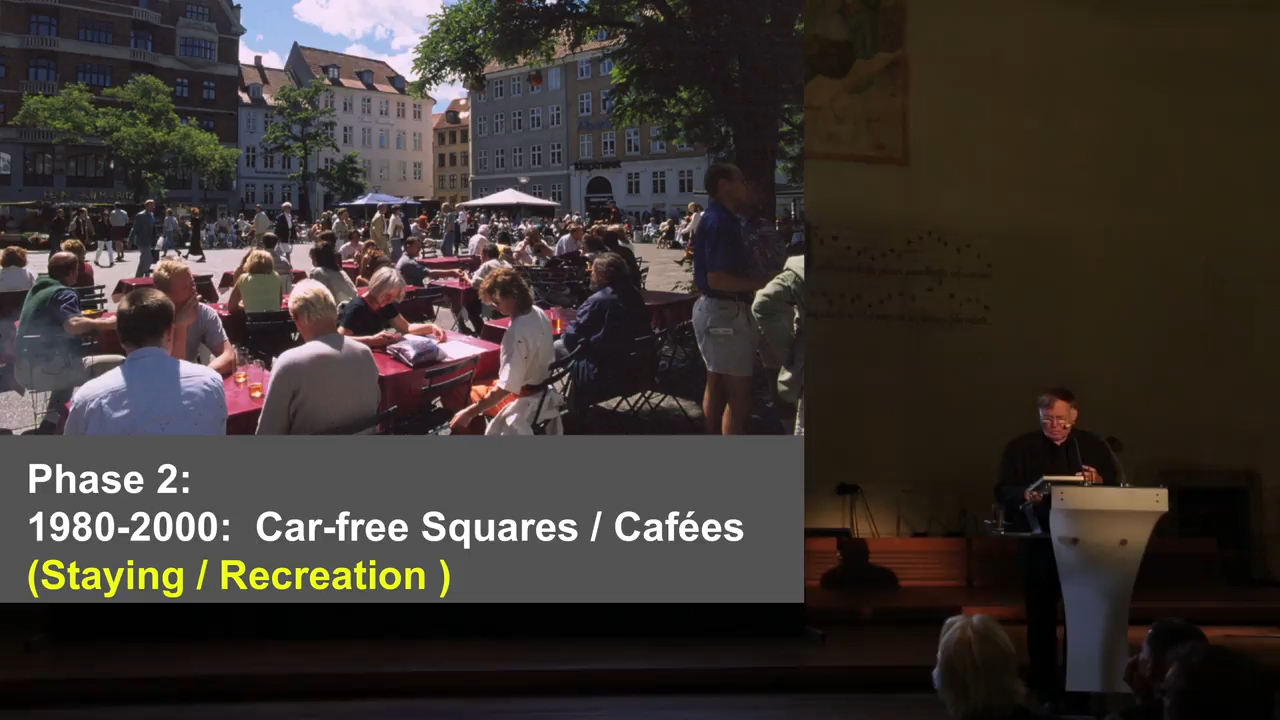 Phase 2:
1980-2000: Car-free Squares / Cafées
(Staying / Recreation )